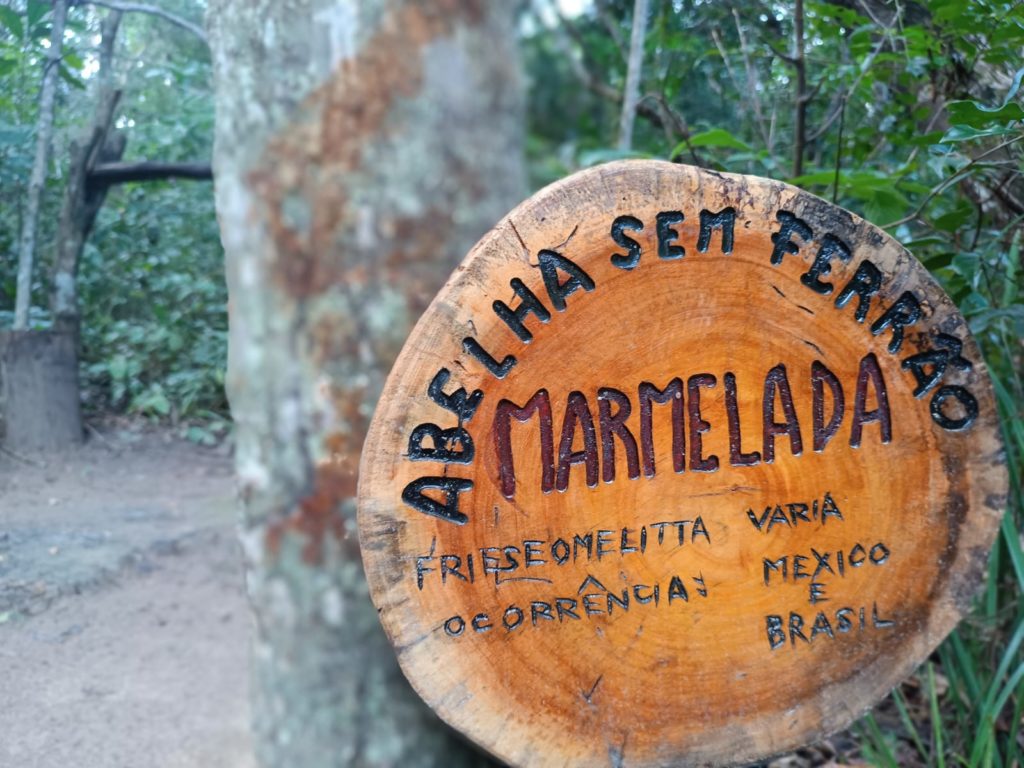 ABELHA SEM FERRÃO
MARMELADA
FRIESEOMELITTA VARIA
OCORRÊNCIA: MEXICO
E
BRASIL